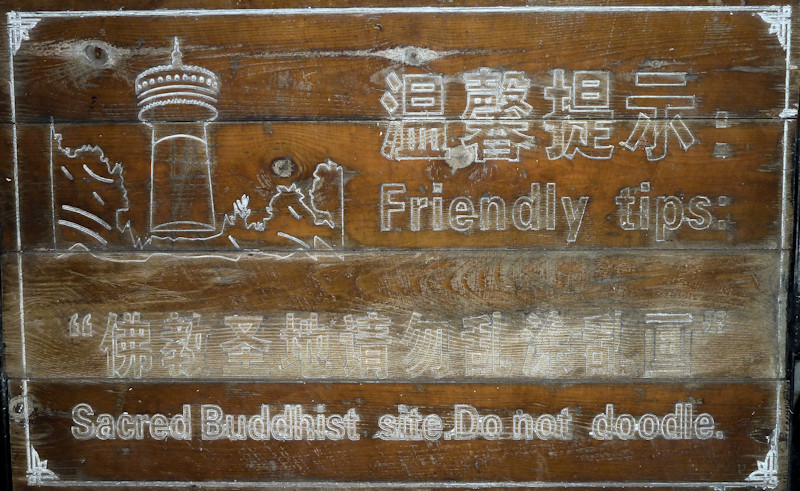 温馨提示：
Friendly tips:
“佛教圣地请勿乱涂乱画”
Sacred Buddhist site.Do not doodle.